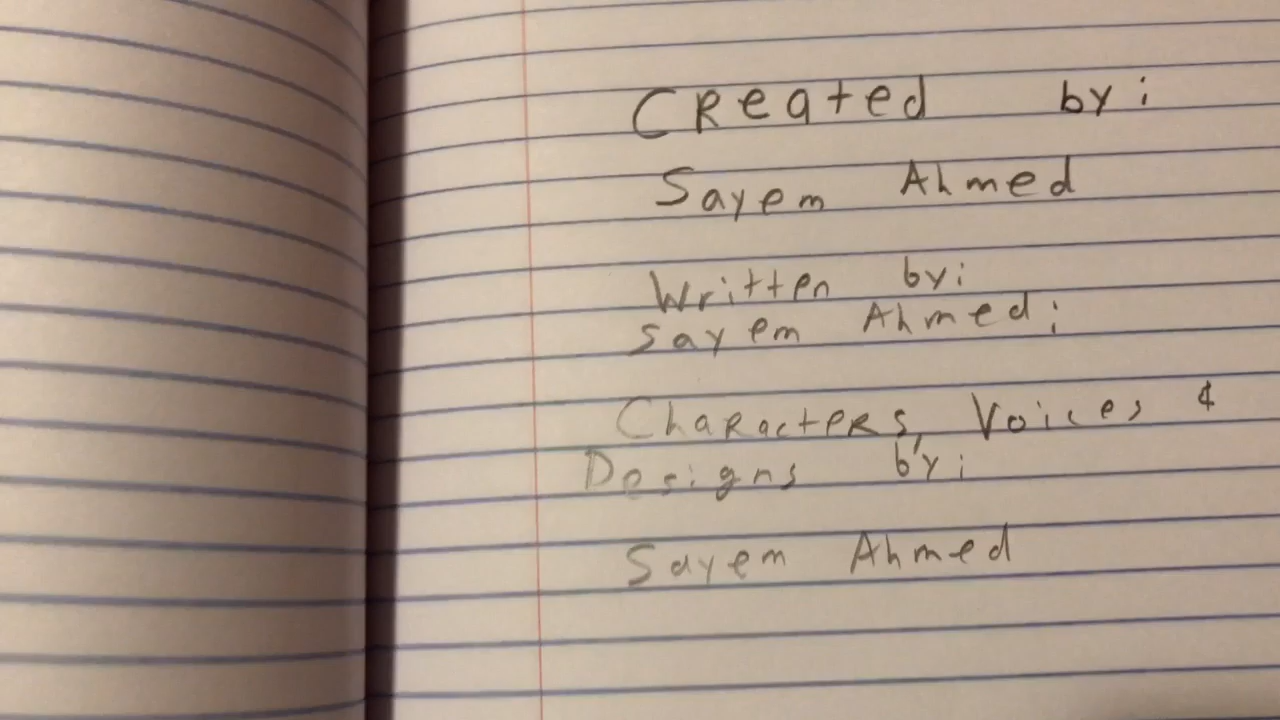 Created by:
Sayem Ahmed
Written by:
Sayem Ahmed:
Characters, Voices &
Designs by:
Sayem Ahmed